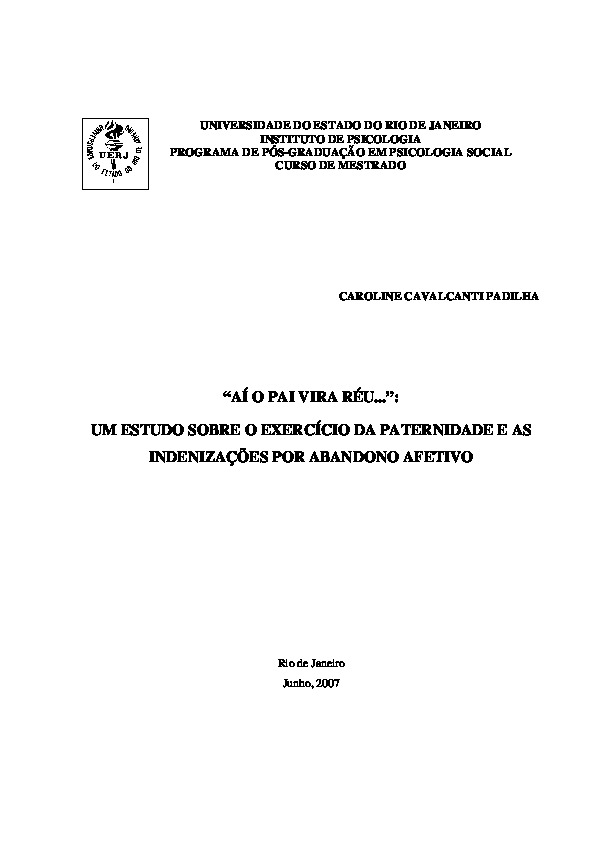 UNIVERSIDADE DO ESTADO DO RIO DE JANEIRO
INSTITUTO DE PSICOLOGIA
PROGRAMA DE PÓS-GRADUAÇÃO EM PSICOLOGIA SOCIAL
CURSO DE MESTRADO
UERJ
CAROLINE CAVALCANTI PADILHA
“AÍ O PAI VIRA RÉU...”:
UM ESTUDO SOBRE O EXERCÍCIO DA PATERNIDADE E AS
INDENIZAÇÕES POR ABANDONO AFETIVO
Rio de Janeiro
Junho, 2007